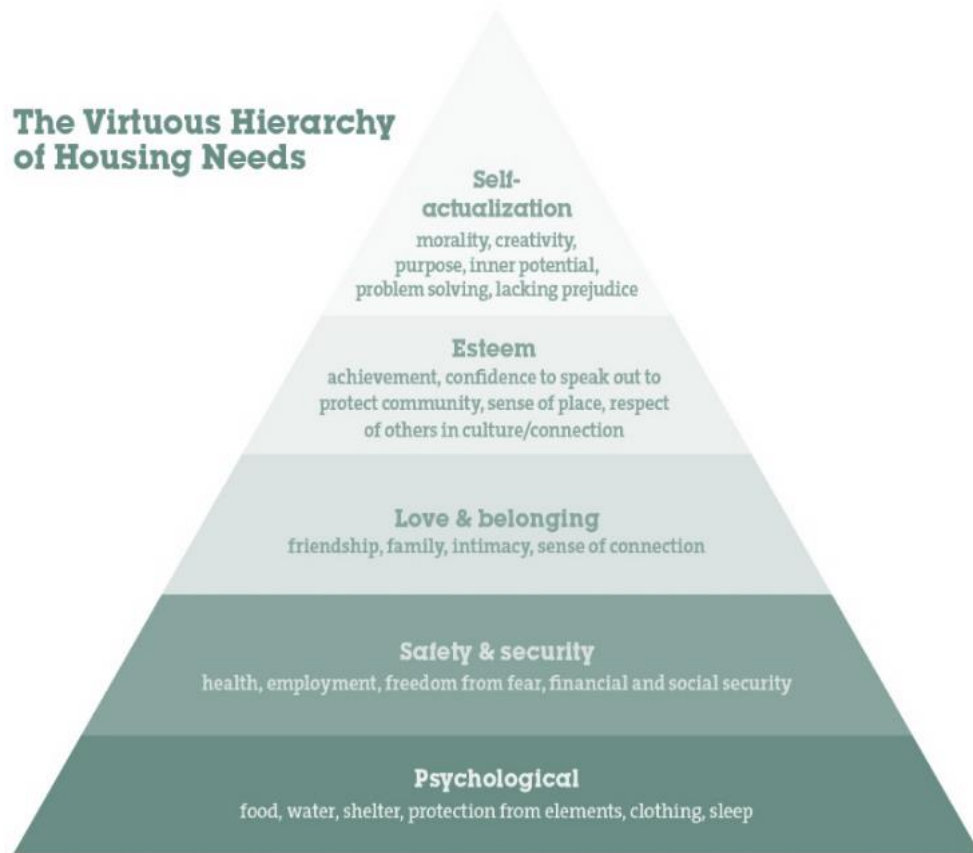 The Virtuous Hierarchy
of Housing Needs
Self-
actualization
morality, creativity,
purpose, inner potential,
problem solving, lacking prejudice
Esteem
achievement, confidence to speak out to
protect community, sense of place, respect
of others in culture/connection
Love & belonging
friendship, family, intimacy, sense of connection
Safety & security
health, employment, freedom from fear, financial and social security
Psychological
food, water, shelter, protection from elements, clothing, sleep